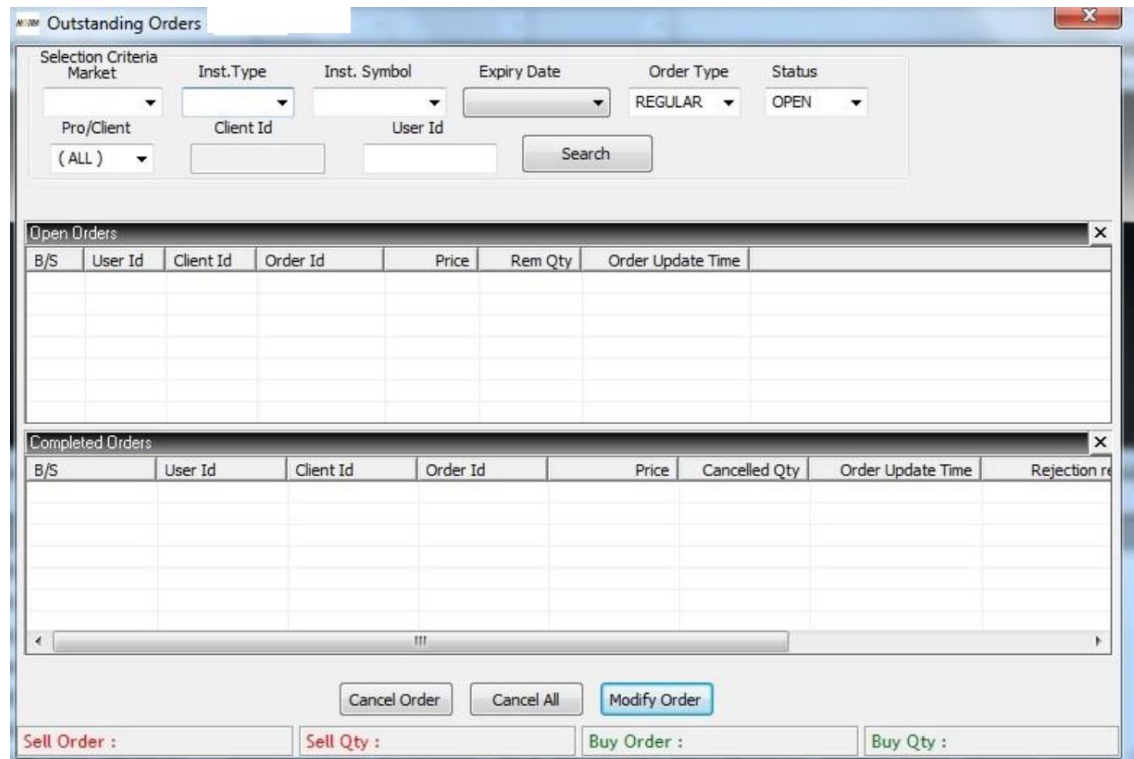 Outstanding Orders
X
Selection Criteria
Market Inst.Type Inst. Symbol Expiry Date Order Type Status
REGULAR OPEN
Pro/Client Client Id User Id
( ALL ) Search
Open Orders
B/S User Id Client Id Order Id Price Rem Qty Order Update Time
Completed Orders
B/S User Id Client Id Order Id Price Cancelled Qty Order Update Time Rejection re
Cancel Order Cancel All Modify Order
Sell Order : Sell Qty : Buy Order : Buy Qty :